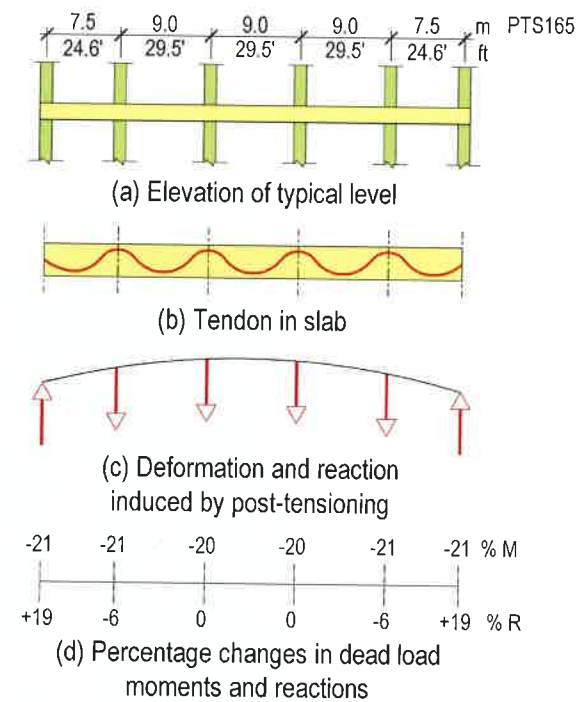 7.5 9.0 9.0 9.0 7.5 m PTS165
24.6' 29.5' 29.5' 29.5' 24.6' ft
(a) Elevation of typical level
(b) Tendon in slab
(c) Deformation and reaction
induced by post-tensioning
-21 -21 -20 -20 -21 -21 % M
+19 -6 0 0 -6 +19 % R
(d) Percentage changes in dead load
moments and reactions